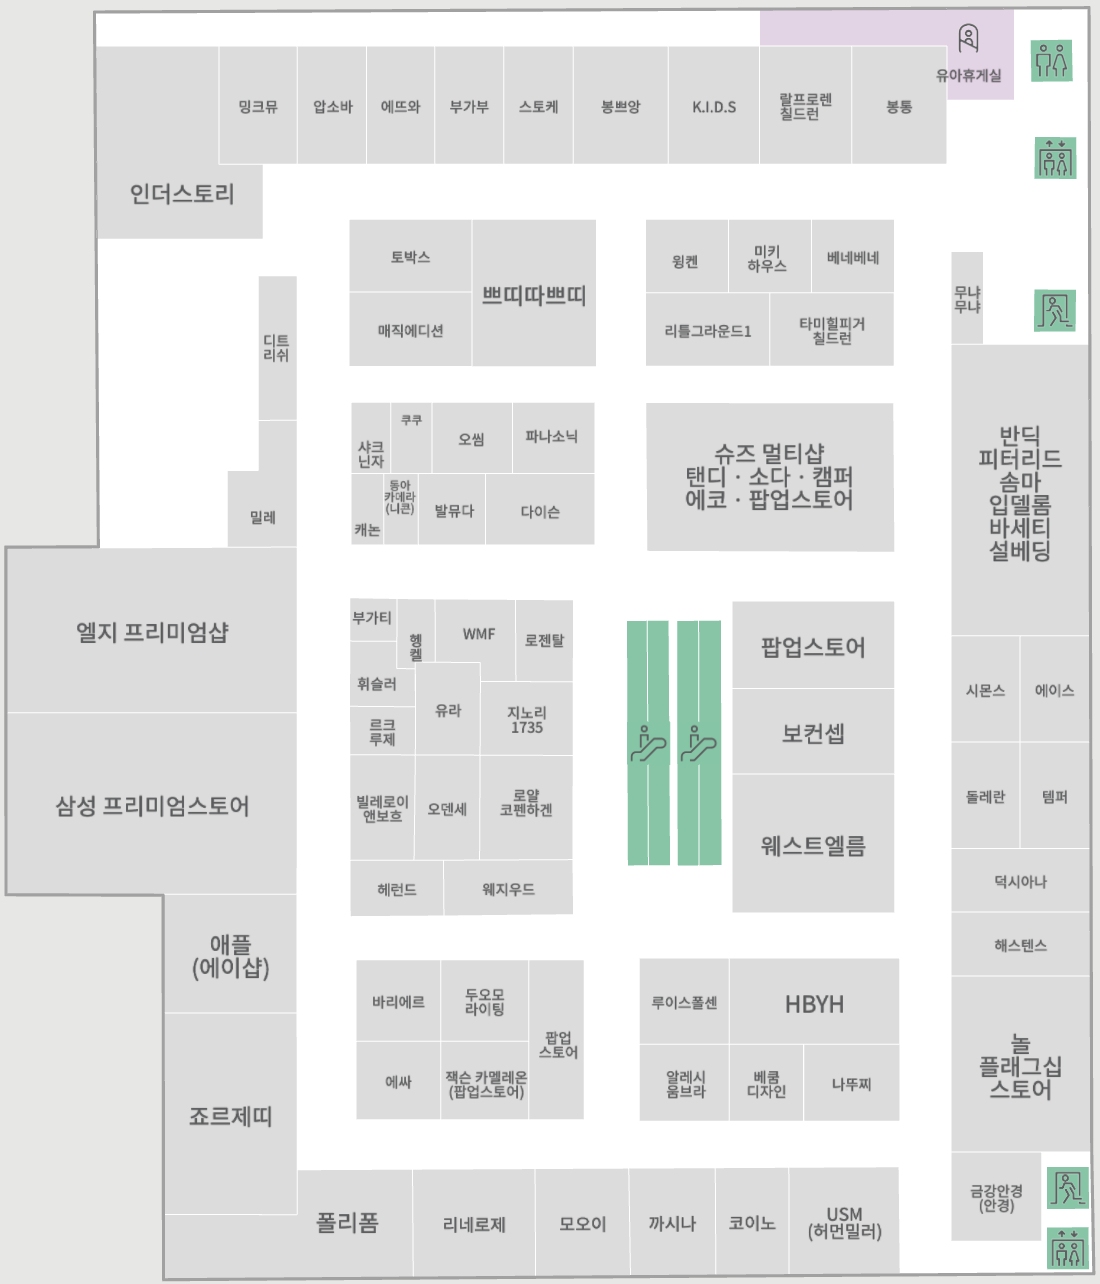 유아휴게실
밍크뮤
압소바
에뜨와
부가부
스토케
봉쁘앙
K.I.D.S
랄프로렌
칠드런
봉통
인더스토리
토박스
쁘띠따쁘띠
매직에디션
윙켄
미키
하우스
베네베네
리틀그라운드1
타미힐피거
칠드런
무냐
무냐
디트
리쉬
밀레
샤크
닌자
쿠쿠
오씸
파나소닉
캐논
동아
카메라
(니콘)
발뮤다
다이슨
슈즈 멀티샵
탠디 · 소다 · 캠퍼
에코 · 팝업스토어
반딕
피터리드
솜마
입델롬
바세티
설베딩
엘지 프리미엄샵
삼성 프리미엄스토어
부가티
헹
켈
WMF
로젠탈
휘슬러
유라
지노리
1735
르크
루제
빌레로이
앤보흐
오덴세
로얄
코펜하겐
헤런드
웨지우드
팝업스토어
보컨셉
웨스트엘름
시몬스
에이스
돌레란
템퍼
덕시아나
해스텐스
애플
(에이샵)
죠르제띠
바리에르
두오모
라이팅
팝업
스토어
에싸
잭슨 카멜레온
(팝업스토어)
루이스폴센
HBYH
알레시
움브라
베쿰
디자인
나뚜찌
놀
플래그십
스토어
금강안경
(안경)
폴리폼
리네로제
모오이
까시나
코이노
USM
(허먼밀러)